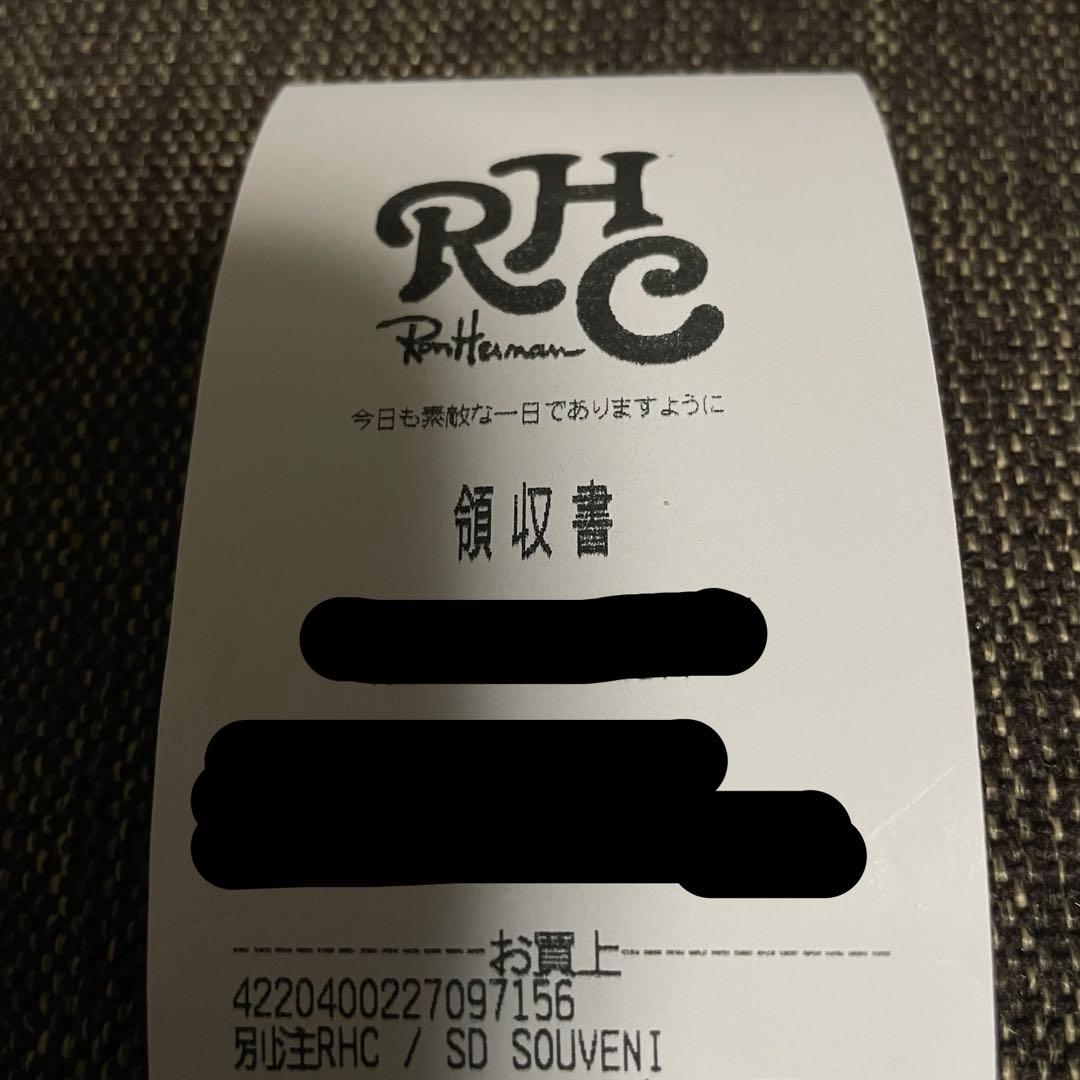 RHC
Ron Herman
今日も素敵な一日でありますように
領収書
お買上
4220400227097156
別注RHC / SD SOUVENI